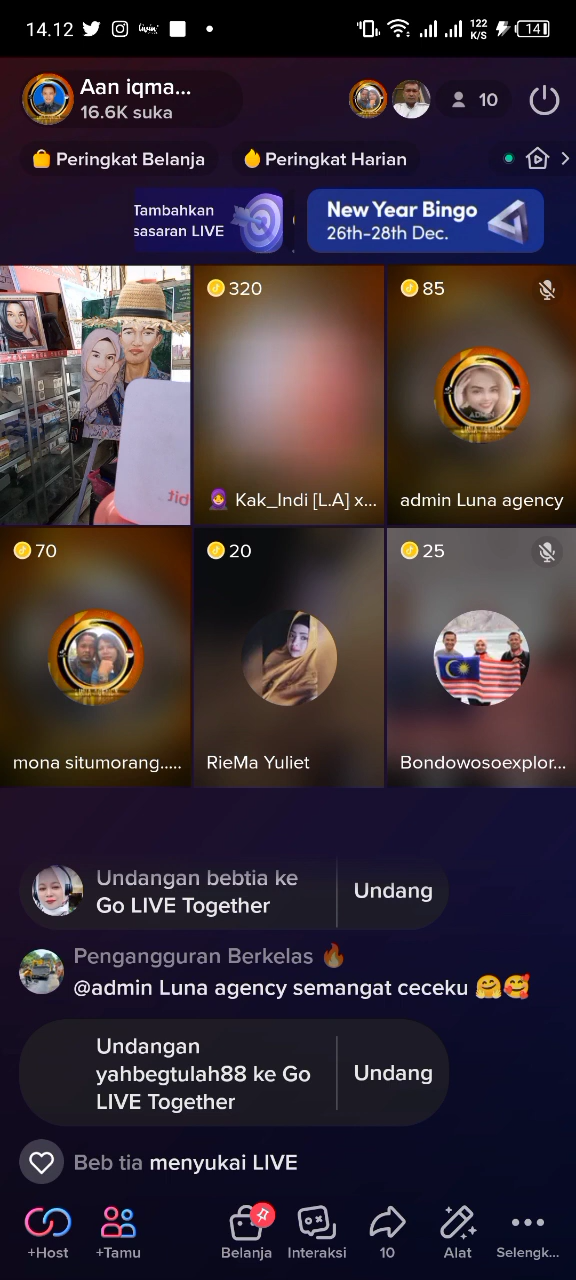 14.12
livin'
122
K/S
14
Aan iqma...
16.6K suka
10
Peringkat Belanja
Peringkat Harian
Tambahkan
sasaran LIVE
New Year Bingo
26th-28th Dec.
320
85
Kak_Indi [L.A] x...
admin Luna agency
70
20
25
mona situmorang.....
RieMa Yuliet
Bondowosoexplor...
Undangan bebtia ke
Go LIVE Together
Undang
Pengangguran Berkelas 🔥
@admin Luna agency semangat ceceku 🤗🥰
Undangan
yahbegtulah88 ke Go
LIVE Together
Undang
Beb tia menyukai LIVE
+Host
+Tamu
Belanja
Interaksi
10
Alat
Selengk...